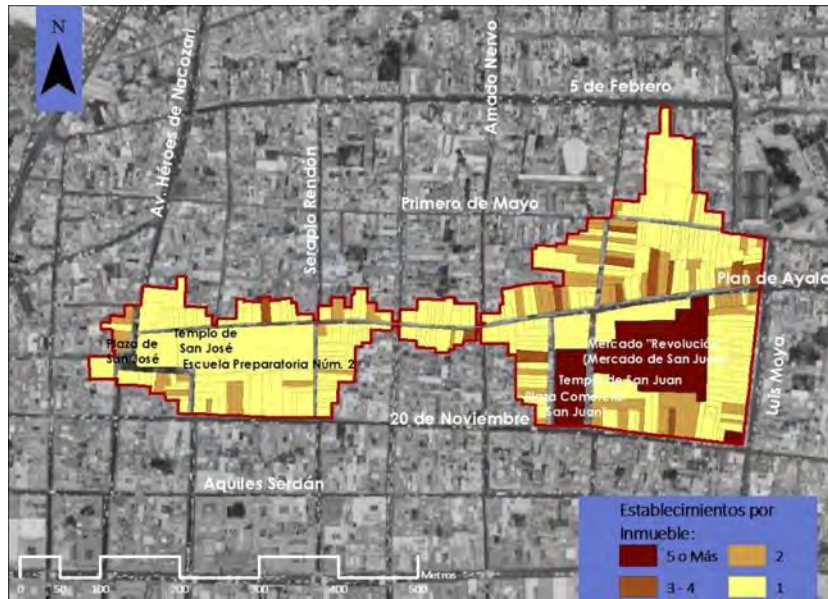 N
5 de Febrero
Av. Héroes de Nacozari
Amado Nervo
Serapio Rendón
Primero de Mayo
Plan de Ayala
Plaza de
San José
Templo de
San José
Escuela Preparatoria Núm. 2
Mercado "Revolución"
(Mercado de San Juan)
Templo de San Juan
Plaza Comercial
San Juan
Luis Moya
20 de Noviembre
Aquiles Serdán
Establecimientos por
Inmueble:
5 o Más
2
3 - 4
1
Metros
0 50 100 200 300 400 500